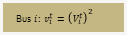 Bus i: v_i^t = (V_i^t)^2